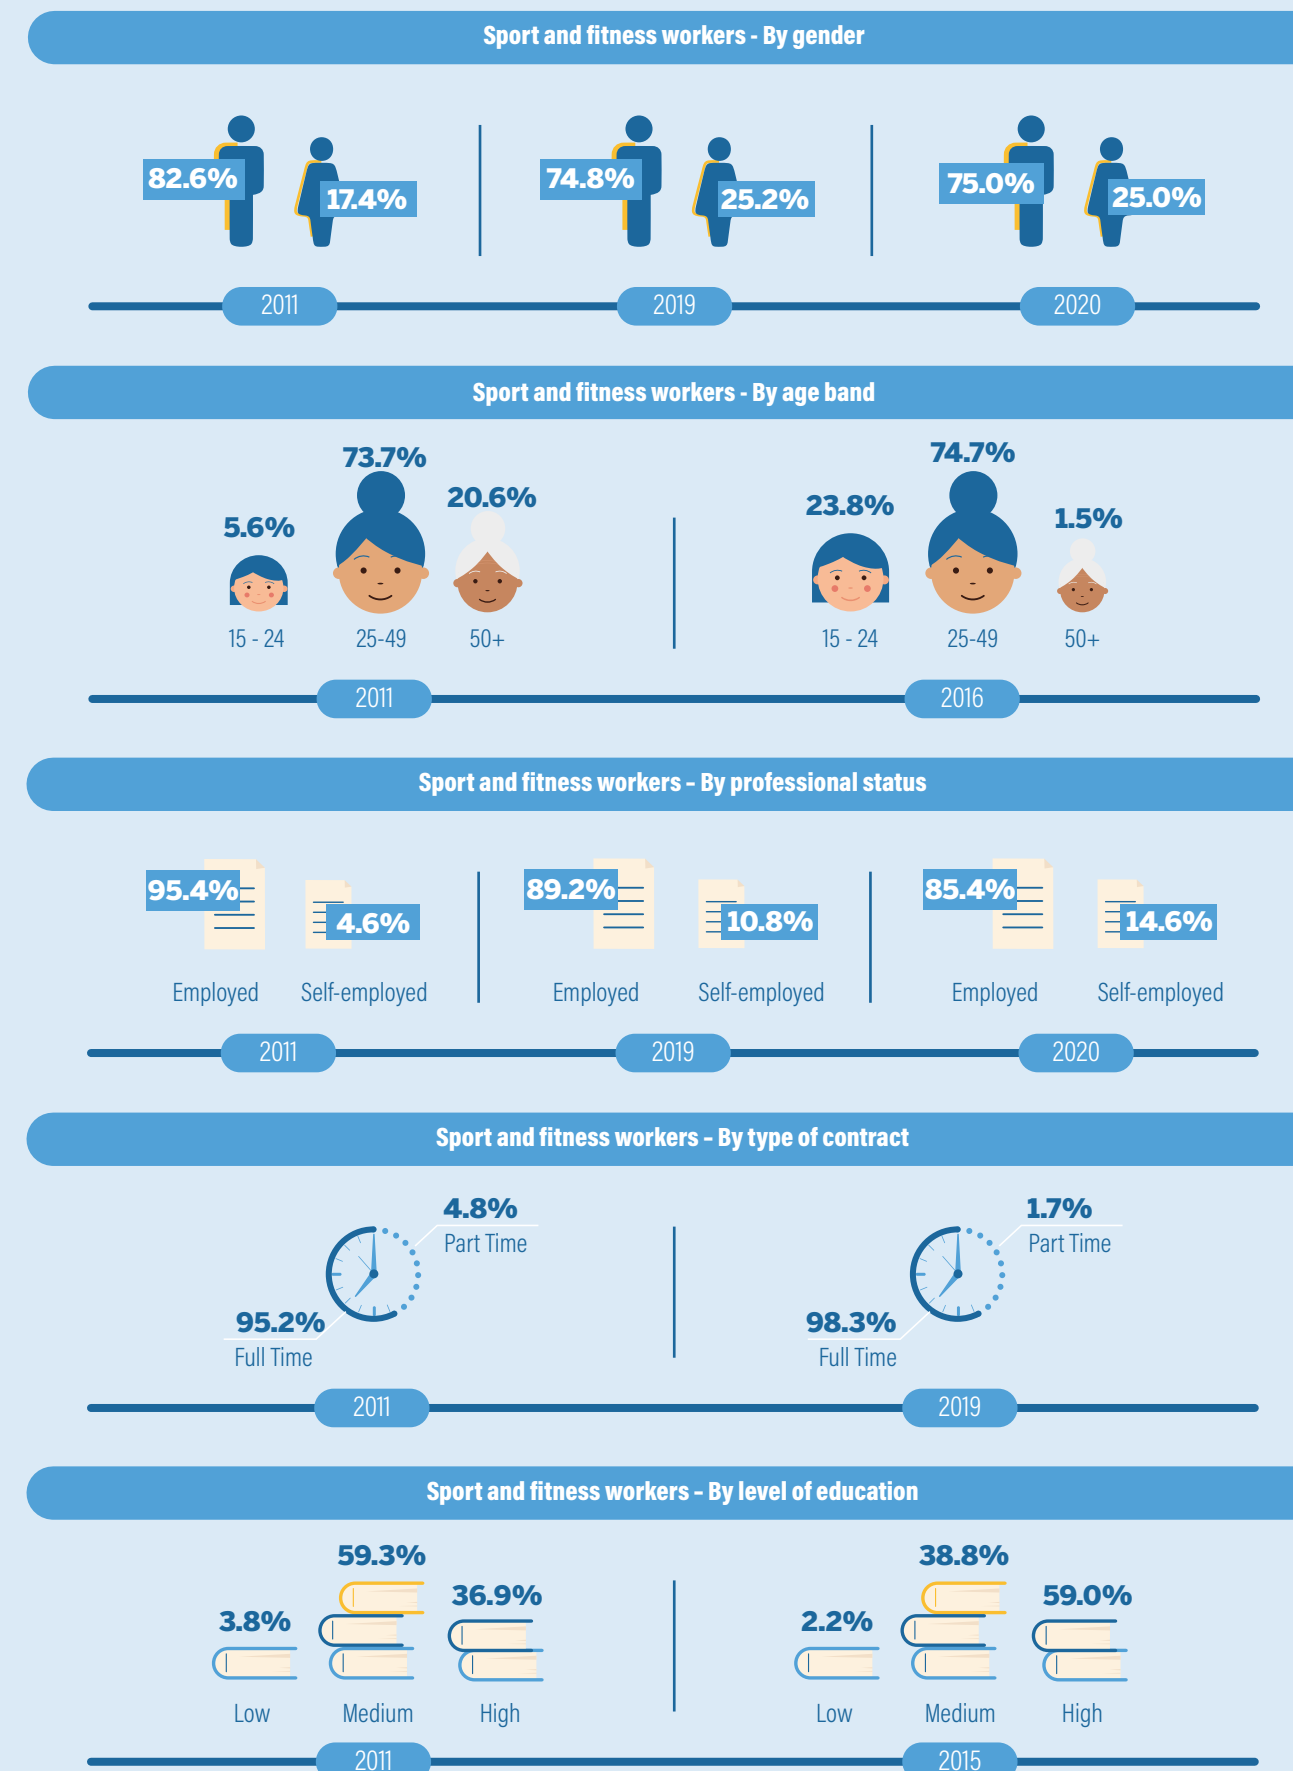 Sport and fitness workers - By gender
82.6%
17.4%
74.8%
25.2%
75.0%
25.0%
2011
2019
2020
Sport and fitness workers - By age band
5.6%
73.7%
20.6%
23.8%
74.7%
1.5%
15 - 24
25-49
50+
15 - 24
25-49
50+
2011
2016
Sport and fitness workers – By professional status
95.4%
4.6%
89.2%
10.8%
85.4%
14.6%
Employed
Self-employed
Employed
Self-employed
Employed
Self-employed
2011
2019
2020
Sport and fitness workers – By type of contract
4.8%
Part Time
95.2%
Full Time
1.7%
Part Time
98.3%
Full Time
2011
2019
Sport and fitness workers – By level of education
3.8%
59.3%
36.9%
2.2%
38.8%
59.0%
Low
Medium
High
Low
Medium
High
2011
2015